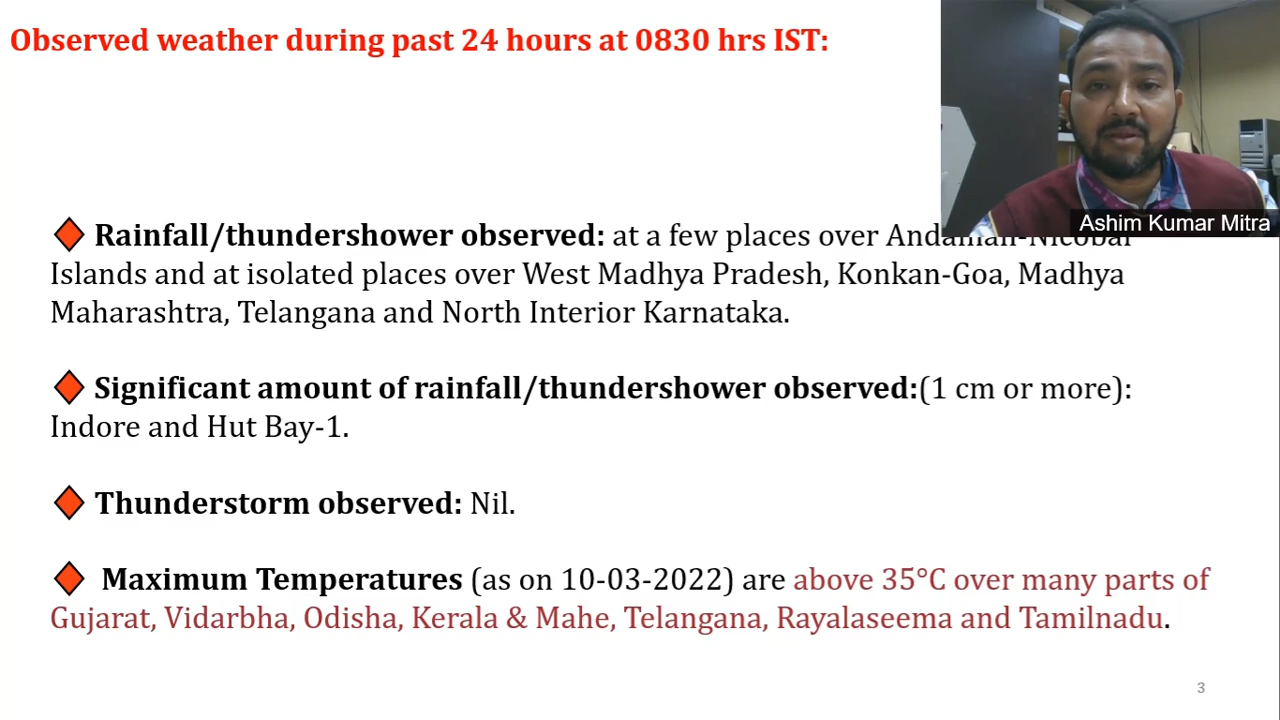 Observed weather during past 24 hours at 0830 hrs IST:
Ashim Kumar Mitra
Rainfall/thundershower observed: at a few places over Andaman-Nicobar
Islands and at isolated places over West Madhya Pradesh, Konkan-Goa, Madhya
Maharashtra, Telangana and North Interior Karnataka.
Significant amount of rainfall/thundershower observed:(1 cm or more):
Indore and Hut Bay-1.
Thunderstorm observed: Nil.
Maximum Temperatures (as on 10-03-2022) are above 35°C over many parts of
Gujarat, Vidarbha, Odisha, Kerala & Mahe, Telangana, Rayalaseema and Tamilnadu.
3